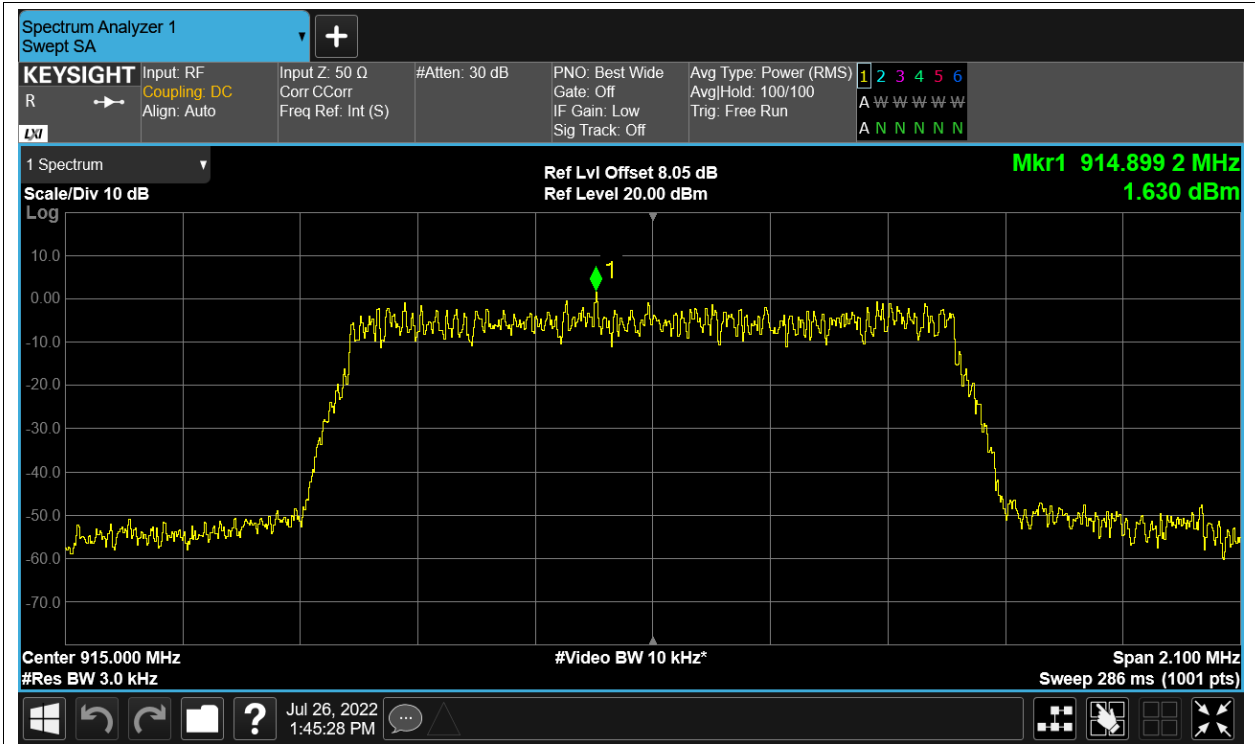 Spectrum Analyzer 1
Swept SA
KEYSIGHT
R
LXI
Input: RF
Coupling: DC
Align: Auto
Input Z: 50 Ω
Corr CCorr
Freq Ref: Int (S)
#Atten: 30 dB
PNO: Best Wide
Gate: Off
IF Gain: Low
Sig Track: Off
Avg Type: Power (RMS)
Avg|Hold: 100/100
Trig: Free Run
1 2 3 4 5 6
A W W W W W
A N N N N N
1 Spectrum
Scale/Div 10 dB
Log
Ref Lvl Offset 8.05 dB
Ref Level 20.00 dBm
Mkr1 914.899 2 MHz
1.630 dBm
10.0
0.00
-10.0
-20.0
-30.0
-40.0
-50.0
-60.0
-70.0
1
Center 915.000 MHz
#Res BW 3.0 kHz
#Video BW 10 kHz*
Span 2.100 MHz
Sweep 286 ms (1001 pts)
?
Jul 26, 2022
1:45:28 PM